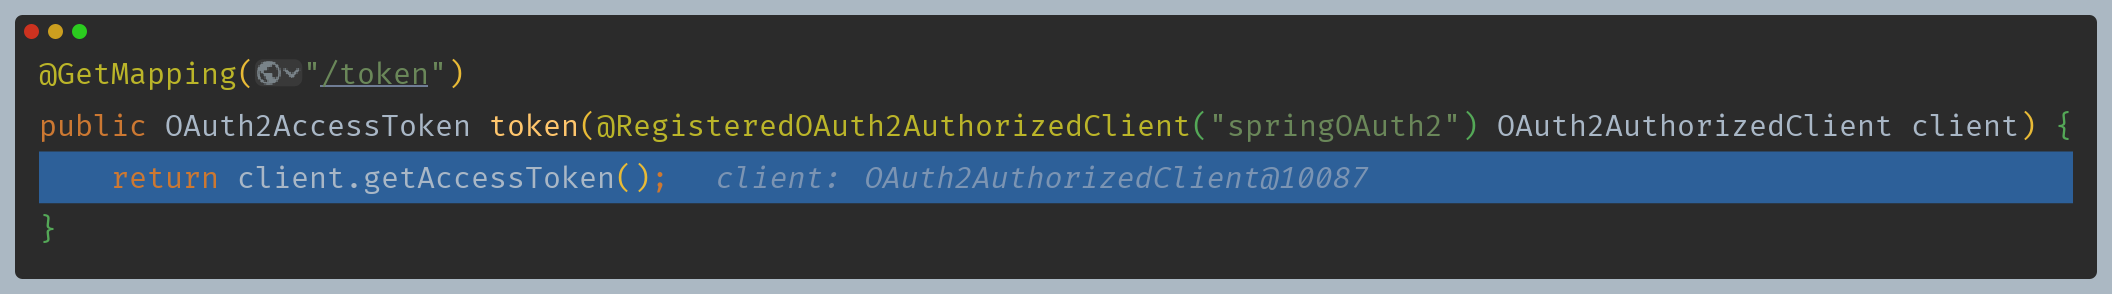 @GetMapping("/token")
public OAuth2AccessToken token(@RegisteredOAuth2AuthorizedClient("springOAuth2") OAuth2AuthorizedClient client) {
    return client.getAccessToken();   client: OAuth2AuthorizedClient@10087
}